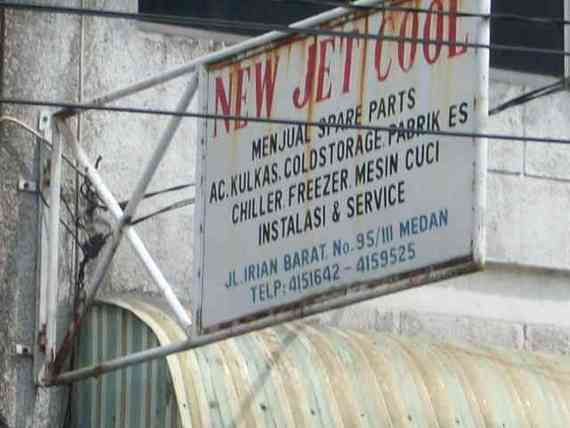 NEW JET COOL
MENJUAL SPARE PARTS
AC.KULKAS.COLDSTORAGE.PABRIK ES
CHILLER.FREEZER.MESIN CUCI
INSTALASI & SERVICE
JL.IRIAN BARAT. No.95/III MEDAN
TELP:4151642-4159525